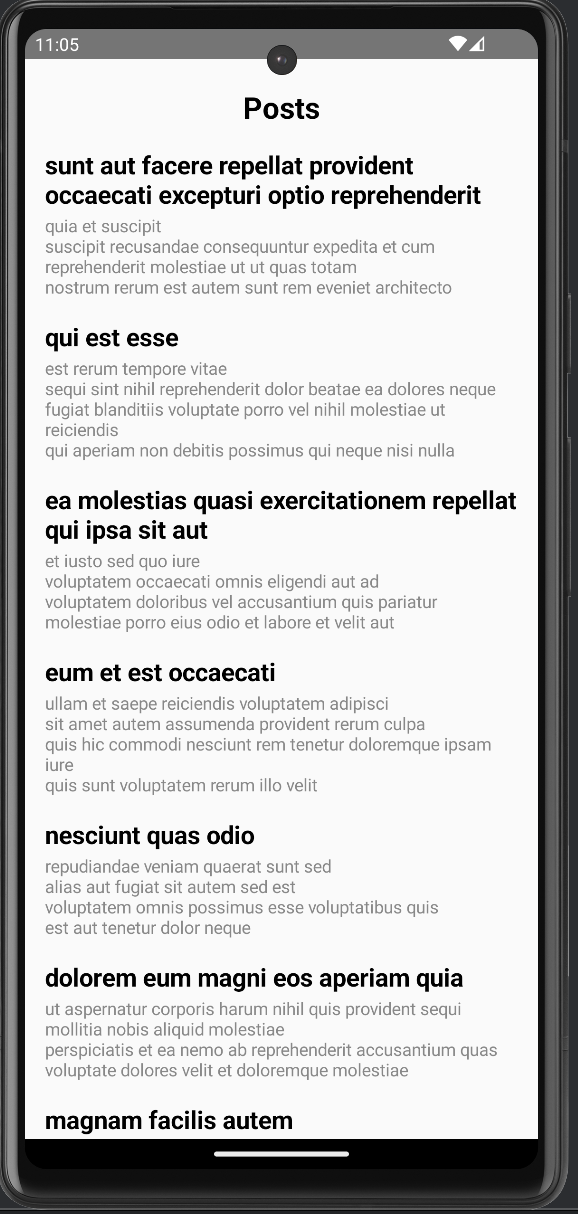 11:05
Posts
sunt aut facere repellat provident
occaecati excepturi optio reprehenderit
quia et suscipit
suscipit recusandae consequuntur expedita et cum
reprehenderit molestiae ut ut quas totam
nostrum rerum est autem sunt rem eveniet architecto
qui est esse
est rerum tempore vitae
sequi sint nihil reprehenderit dolor beatae ea dolores neque
fugiat blanditiis voluptate porro vel nihil molestiae ut
reiciendis
qui aperiam non debitis possimus qui neque nisi nulla
ea molestias quasi exercitationem repellat
qui ipsa sit aut
et iusto sed quo iure
voluptatem occaecati omnis eligendi aut ad
voluptatem doloribus vel accusantium quis pariatur
molestiae porro eius odio et labore et velit aut
eum et est occaecati
ullam et saepe reiciendis voluptatem adipisci
sit amet autem assumenda provident rerum culpa
quis hic commodi nesciunt rem tenetur doloremque ipsam
iure
quis sunt voluptatem rerum illo velit
nesciunt quas odio
repudiandae veniam quaerat sunt sed
alias aut fugiat sit autem sed est
voluptatem omnis possimus esse voluptatibus quis
est aut tenetur dolor neque
dolorem eum magni eos aperiam quia
ut aspernatur corporis harum nihil quis provident sequi
mollitia nobis aliquid molestiae
perspiciatis et ea nemo ab reprehenderit accusantium quas
voluptate dolores velit et doloremque molestiae
magnam facilis autem